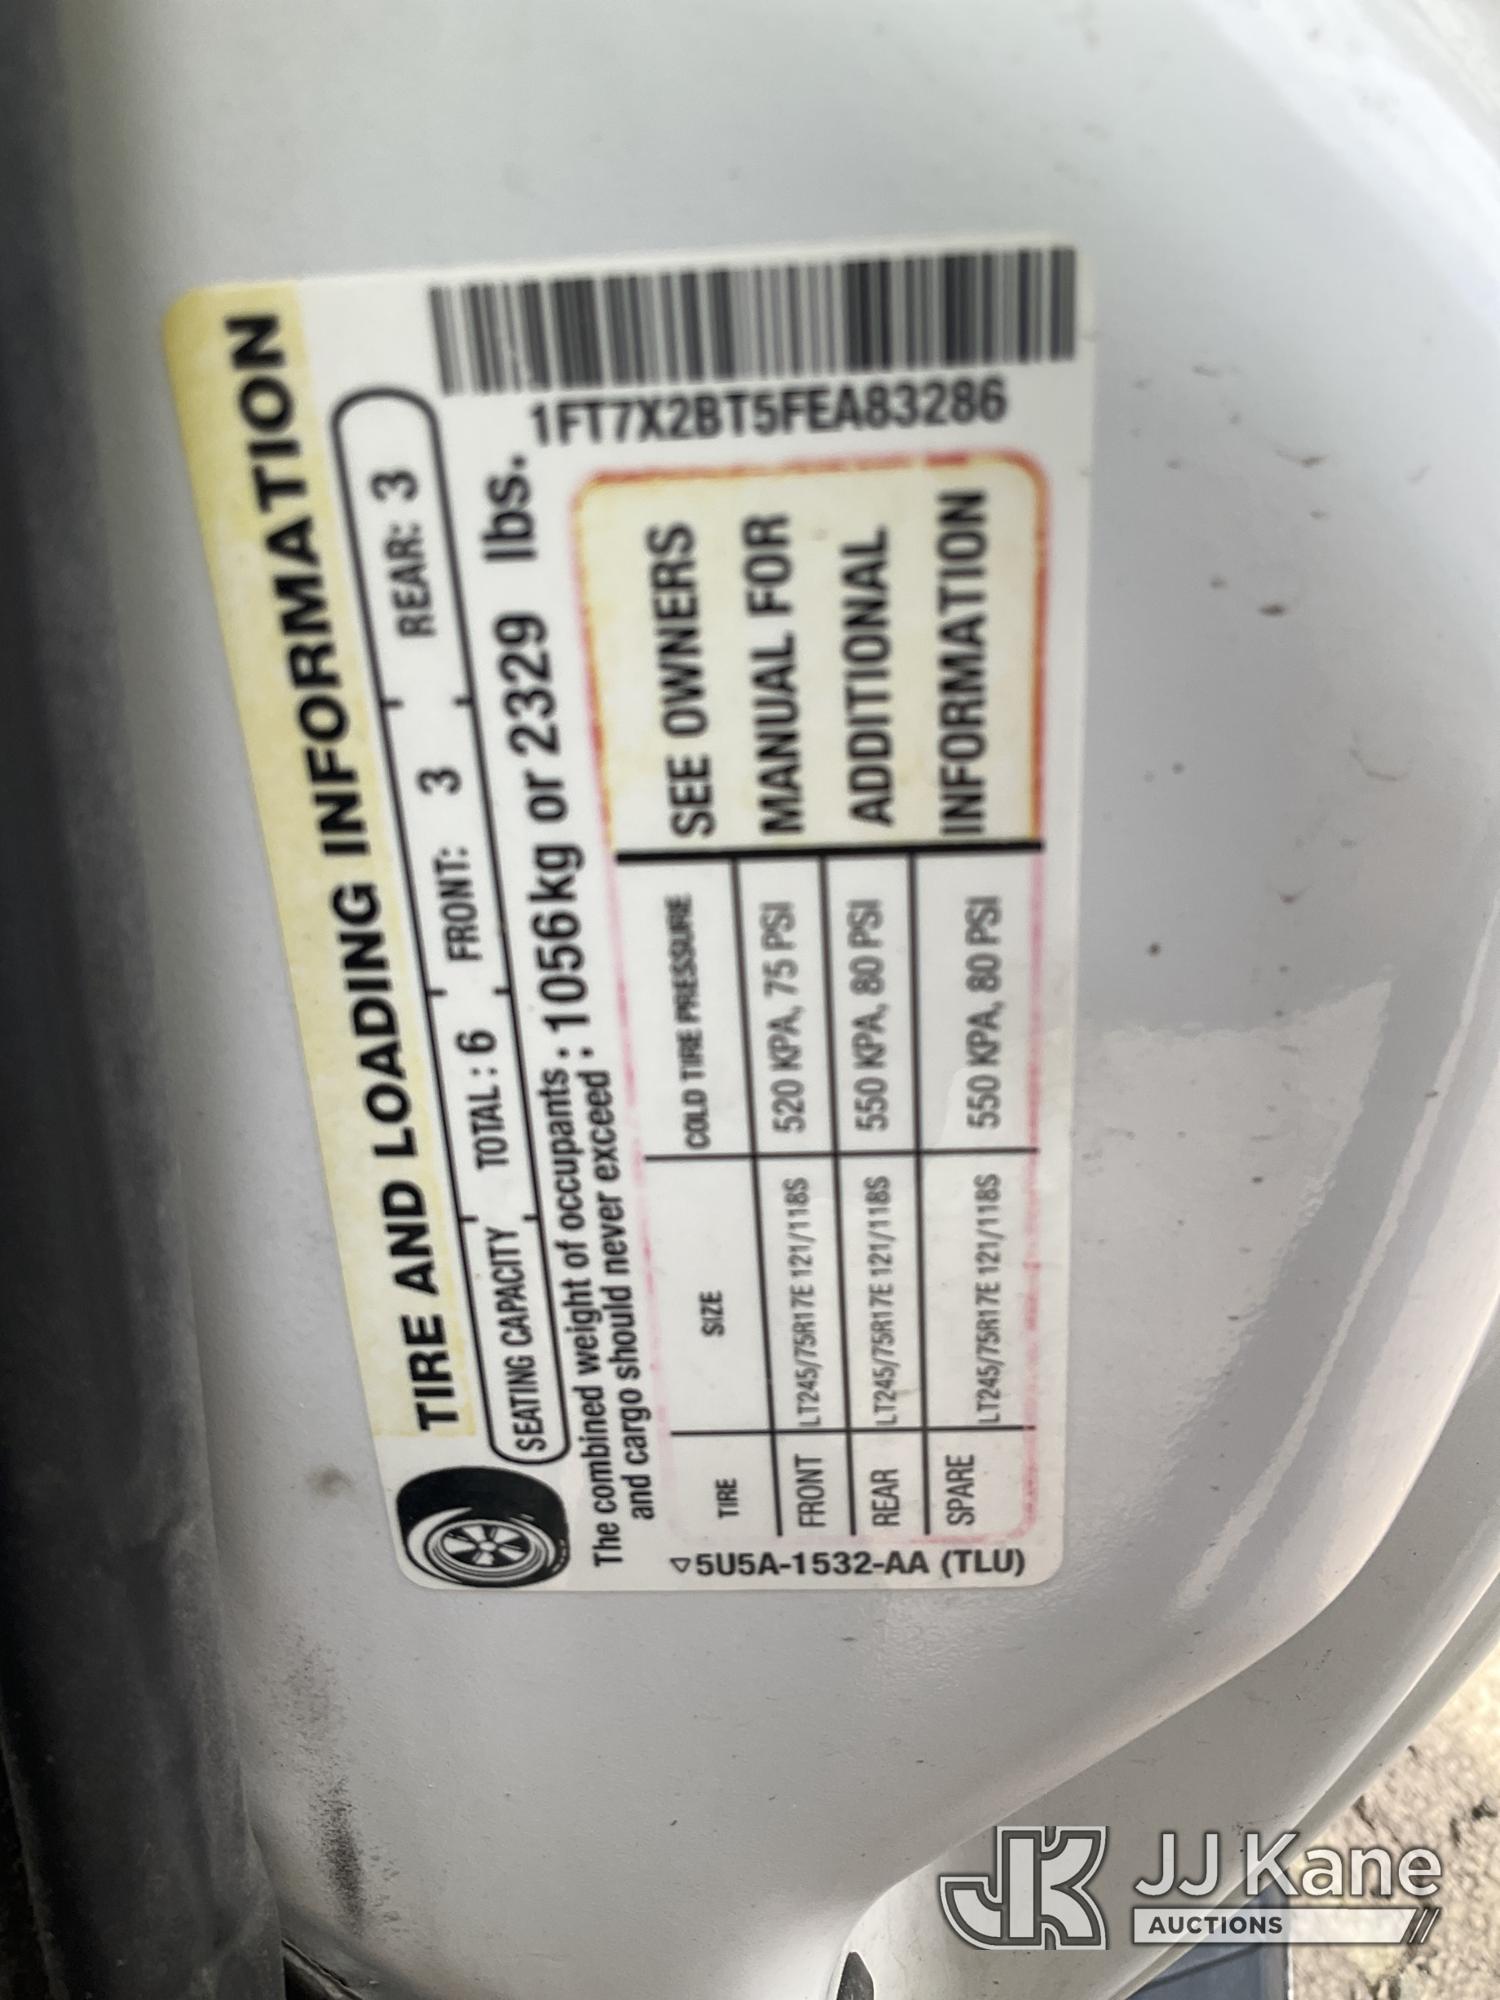 TIRE AND LOADING INFORMATION
SEATING CAPACITY TOTAL: 6 FRONT: 3 REAR: 3
The combined weight of occupants and cargo should never exceed : 1056kg or 2329 lbs.
TIRE SIZE COLD TIRE PRESSURE
FRONT LT245/75R17E 121/118S 520 KPA, 75 PSI
REAR LT245/75R17E 121/118S 550 KPA, 80 PSI
SPARE LT245/75R17E 121/118S 550 KPA, 80 PSI
SEE OWNERS
MANUAL FOR
ADDITIONAL
INFORMATION
1FT7X2BT5FEA83286
5U5A-1532-AA (TLU)
JK JJ Kane
AUCTIONS